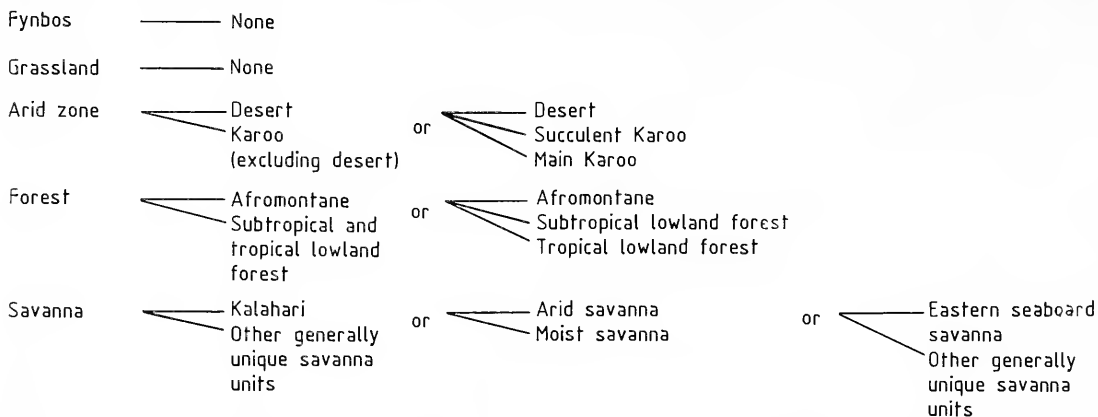 Fynbos None
Grassland None
Arid zone Desert or Desert
Karoo Succulent Karoo
(excluding desert) Main Karoo
Forest Afromontane or Afromontane
Subtropical and Subtropical lowland forest
tropical lowland Tropical lowland forest
forest
Savanna Kalahari or Arid savanna or Eastern seaboard
Other generally Moist savanna savanna
unique savanna Other generally
units unique savanna
units